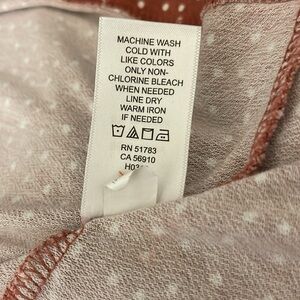 MACHINE WASH
COLD WITH
LIKE COLORS
ONLY NON-
CHLORINE BLEACH
WHEN NEEDED
LINE DRY
WARM IRON
IF NEEDED
RN 51783
CA 56910